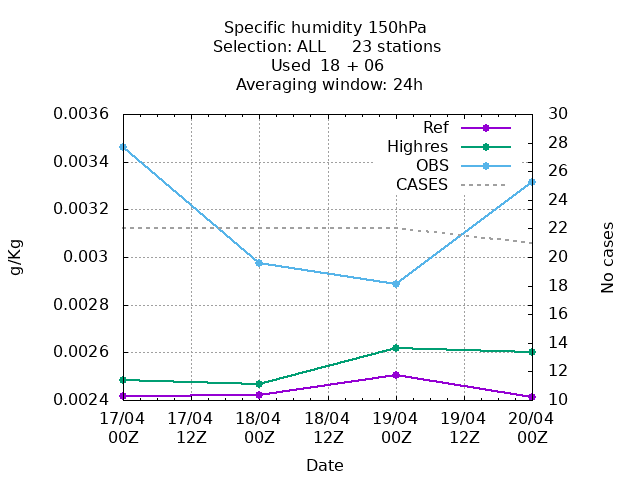 Specific humidity 150hPa
Selection: ALL 23 stations
Used 18 + 06
Averaging window: 24h
0.0036
0.0034
0.0032
0.003
0.0028
0.0026
0.0024
g/Kg
Ref
Highres
OBS
CASES
30
28
26
24
22
20
18
16
14
12
10
No cases
17/04 17/04 18/04 18/04 19/04 19/04 20/04
00Z 12Z 00Z 12Z 00Z 12Z 00Z
Date